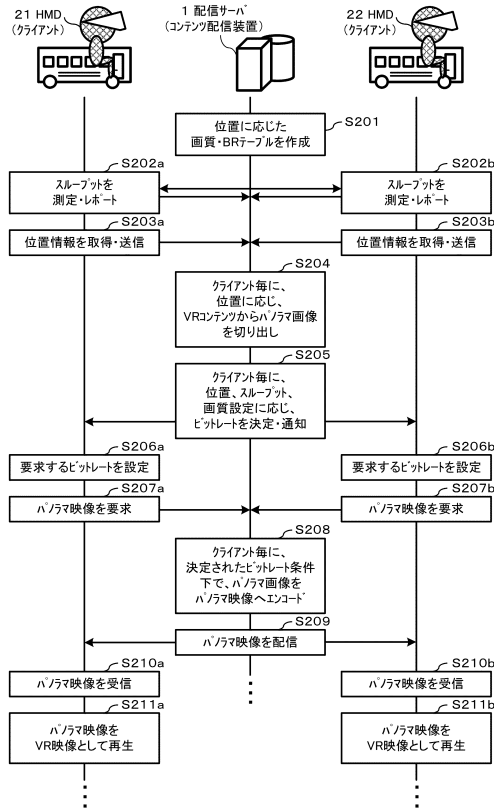 21 HMD
(クライアント)
1 配信サーバ
(コンテンツ配信装置)
22 HMD
(クライアント)
S201
位置に応じた
画質・BRテーブルを作成
S202a
スループットを
測定・レポート
S202b
スループットを
測定・レポート
S203a
位置情報を取得・送信
S203b
位置情報を取得・送信
S204
クライアント毎に、
位置に応じ、
VRコンテンツからパノラマ画像
を切り出し
S205
クライアント毎に、
位置、スループット、
画質設定に応じ、
ビットレートを決定・通知
S206a
要求するビットレートを設定
S206b
要求するビットレートを設定
S207a
パノラマ映像を要求
S207b
パノラマ映像を要求
S208
クライアント毎に、
決定されたビットレート条件
下で、パノラマ画像を
パノラマ映像へエンコード
S209
パノラマ映像を配信
S210a
パノラマ映像を受信
S210b
パノラマ映像を受信
S211a
パノラマ映像を
VR映像として再生
S211b
パノラマ映像を
VR映像として再生